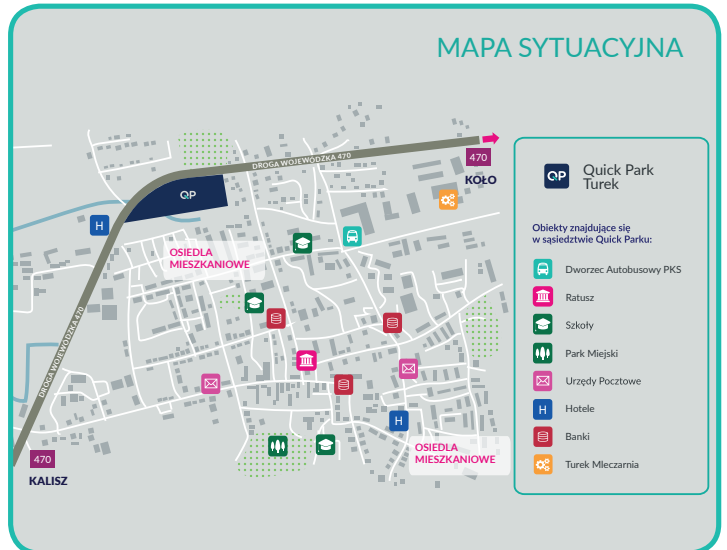 MAPA SYTUACYJNA
DROGA WOJEWÓDZKA 470
470
KOŁO
QP
H
OSIEDLA
MIESZKANIOWE
DROGA WOJEWÓDZKA 470
H
OSIEDLA
MIESZKANIOWE
470
KALISZ
QP
Quick Park
Turek
Obiekty znajdujące się
w sąsiedztwie Quick Parku:
Dworzec Autobusowy PKS
Ratusz
Szkoły
Park Miejski
Urzędy Pocztowe
H Hotele
Banki
Turek Mleczarnia